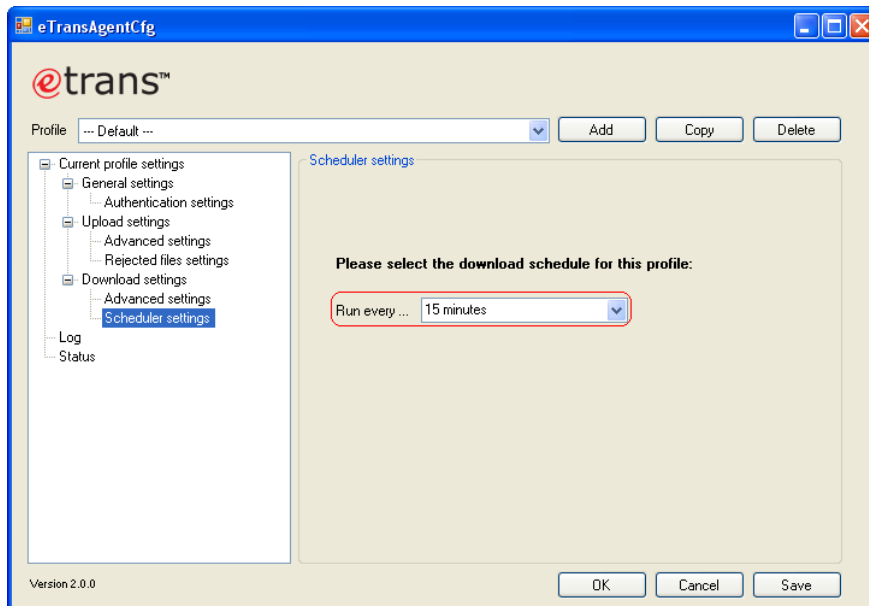 eTransAgentCfg
etrans™
Profile --- Default --- Add Copy Delete
Current profile settings
General settings
Authentication settings
Upload settings
Advanced settings
Rejected files settings
Download settings
Advanced settings
Scheduler settings
Log
Status
Scheduler settings
Please select the download schedule for this profile:
Run every ... 15 minutes
Version 2.0.0
OK Cancel Save